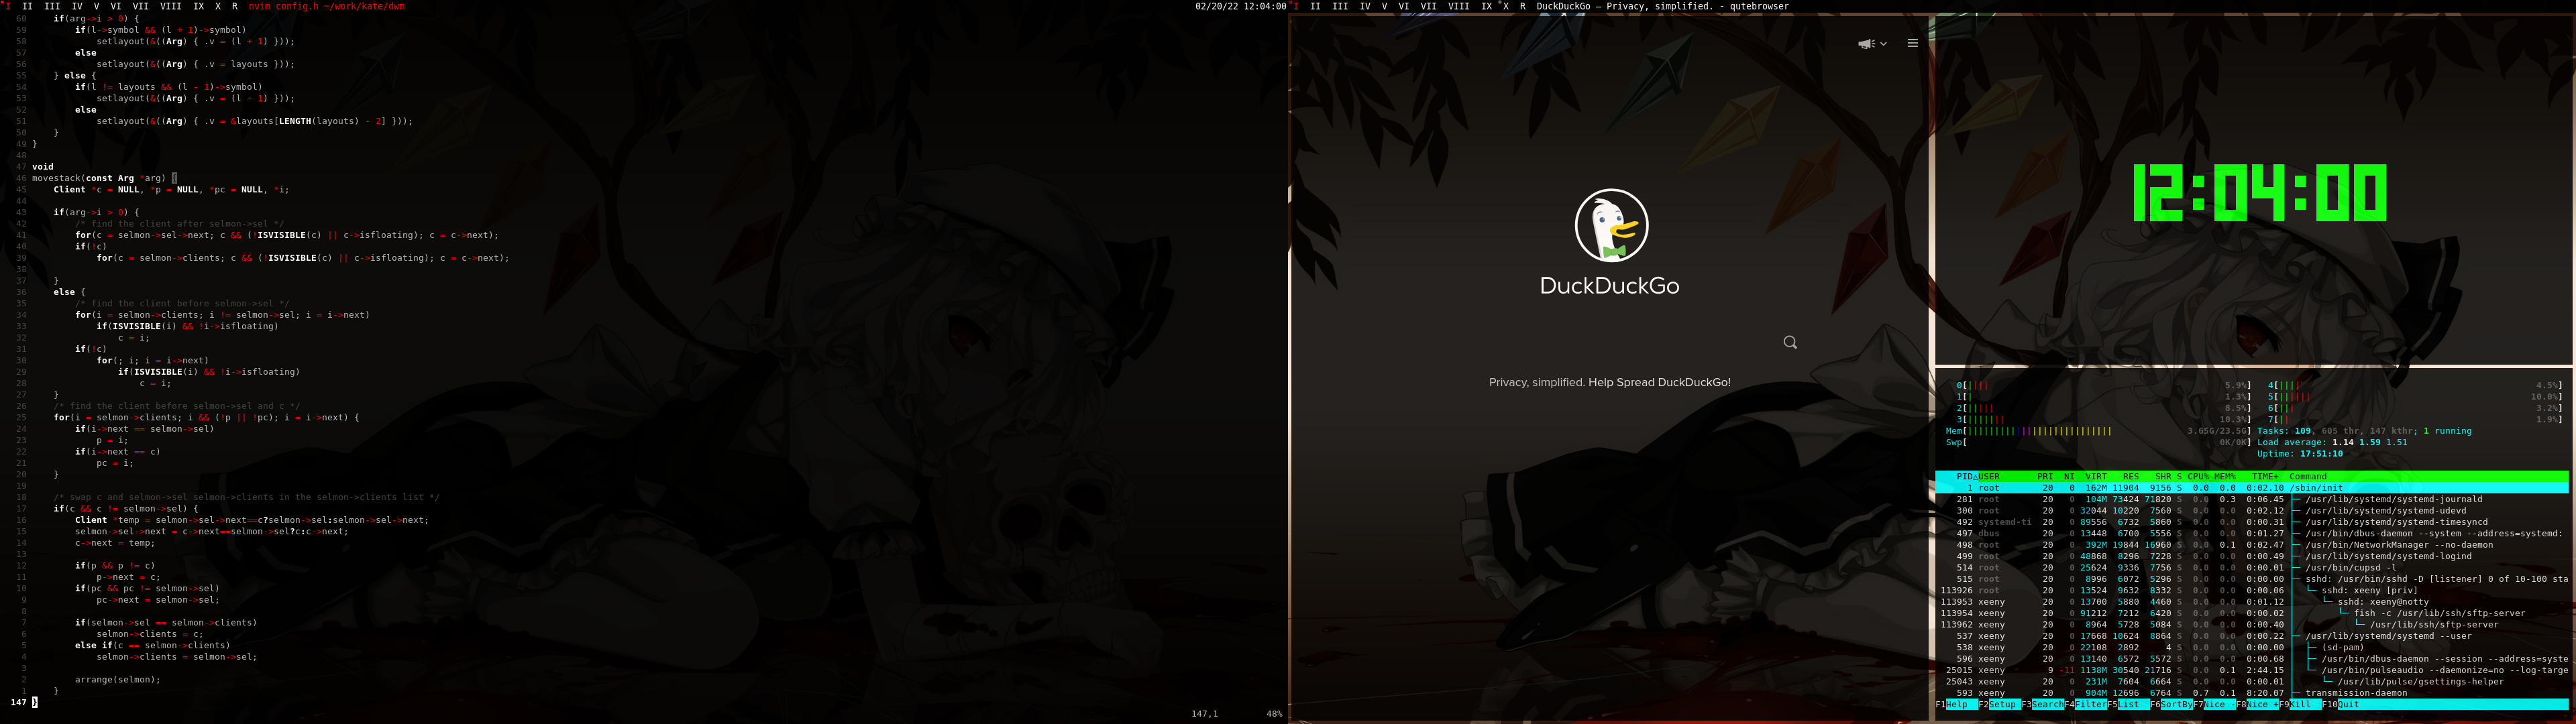 I II III IV V VI VII VIII IX X R nvim config.h ~/work/kate/dwm 02/20/22 12:04:00
60 if(arg->i > 0) {
59 if(l->symbol && (l + 1)->symbol)
58 setlayout(&((Arg) { .v = (l + 1) }));
57 else
56 setlayout(&((Arg) { .v = layouts }));
55 } else {
54 if(l != layouts && (l - 1)->symbol)
53 setlayout(&((Arg) { .v = (l - 1) }));
52 else
51 setlayout(&((Arg) { .v = &layouts[LENGTH(layouts) - 2] }));
50 }
49 }
48
47 void
46 movestack(const Arg *arg) {
45 Client *c = NULL, *p = NULL, *pc = NULL, *i;
44
43 if(arg->i > 0) {
42 /* find the client after selmon->sel */
41 for(c = selmon->sel->next; c && (!ISVISIBLE(c) || c->isfloating); c = c->next);
40 if(!c)
39 for(c = selmon->clients; c && (!ISVISIBLE(c) || c->isfloating); c = c->next);
38
37 }
36 else {
35 /* find the client before selmon->sel */
34 for(i = selmon->clients; i != selmon->sel; i = i->next)
33 if(ISVISIBLE(i) && !i->isfloating)
32 c = i;
31 if(!c)
30 for(; i; i = i->next)
29 if(ISVISIBLE(i) && !i->isfloating)
28 c = i;
27 }
26 /* find the client before selmon->sel and c */
25 for(i = selmon->clients; i && (!p || !pc); i = i->next) {
24 if(i->next == selmon->sel)
23 p = i;
22 if(i->next == c)
21 pc = i;
20 }
19
18 /* swap c and selmon->sel selmon->clients in the selmon->clients list */
17 if(c && c != selmon->sel) {
16 Client *temp = selmon->sel->next==c?selmon->sel:selmon->sel->next;
15 selmon->sel->next = c->next==selmon->sel?c:c->next;
14 c->next = temp;
13
12 if(p && p != c)
11 p->next = c;
10 if(pc && pc != selmon->sel)
9 pc->next = selmon->sel;
8
7 if(selmon->sel == selmon->clients)
6 selmon->clients = c;
5 else if(c == selmon->clients)
4 selmon->clients = selmon->sel;
3
2 arrange(selmon);
1 }
147 }
147,1 48%
I II III IV V VI VII VIII IX X R DuckDuckGo — Privacy, simplified. - qutebrowser
DuckDuckGo
Privacy, simplified. Help Spread DuckDuckGo!
12:04:00
0[|||| 5.9%] 4[||||| 4.5%]
1[| 1.3%] 5[|||||| 10.0%]
2[||||| 8.5%] 6[||| 3.2%]
3[||||||| 10.3%] 7[|| 1.9%]
Mem[ 3.65G/23.5G] Tasks: 109, 605 thr, 147 kthr; 1 running
Swp[ 0K/0K] Load average: 1.14 1.59 1.51
Uptime: 17:51:10
PID△USER PRI NI VIRT RES SHR S CPU% MEM% TIME+ Command
1 root 20 0 162M 11904 9156 S 0.0 0.0 0:02.10 /sbin/init
281 root 20 0 104M 73424 71820 S 0.0 0.3 0:06.45 ├─ /usr/lib/systemd/systemd-journald
300 root 20 0 32044 10220 7560 S 0.0 0.0 0:02.12 ├─ /usr/lib/systemd/systemd-udevd
492 systemd-ti 20 0 89556 6732 5860 S 0.0 0.0 0:00.31 ├─ /usr/lib/systemd/systemd-timesyncd
497 dbus 20 0 13448 6700 5556 S 0.0 0.0 0:01.27 ├─ /usr/bin/dbus-daemon --system --address=systemd:
498 root 20 0 392M 19844 16960 S 0.0 0.1 0:02.47 ├─ /usr/bin/NetworkManager --no-daemon
499 root 20 0 48868 8296 7228 S 0.0 0.0 0:00.49 ├─ /usr/lib/systemd/systemd-logind
514 root 20 0 25624 9336 7756 S 0.0 0.0 0:00.01 ├─ /usr/bin/cupsd -l
515 root 20 0 8996 6072 5296 S 0.0 0.0 0:00.00 ├─ sshd: /usr/bin/sshd -D [listener] 0 of 10-100 sta
113926 root 20 0 13524 9632 8332 S 0.0 0.0 0:00.06 │ └─ sshd: xeeny [priv]
113953 xeeny 20 0 13700 5880 4460 S 0.0 0.0 0:01.12 │ └─ sshd: xeeny@notty
113954 xeeny 20 0 91212 7212 6420 S 0.0 0.0 0:00.02 │ └─ fish -c /usr/lib/ssh/sftp-server
113962 xeeny 20 0 8964 5728 5084 S 0.0 0.0 0:00.40 │ └─ /usr/lib/ssh/sftp-server
537 xeeny 20 0 17668 10624 8864 S 0.0 0.0 0:00.22 ├─ /usr/lib/systemd/systemd --user
538 xeeny 20 0 22108 2892 4 S 0.0 0.0 0:00.00 │ ├─ (sd-pam)
596 xeeny 20 0 13140 6572 5572 S 0.0 0.0 0:00.68 │ ├─ /usr/bin/dbus-daemon --session --address=syste
25015 xeeny 9 -11 1138M 30540 21716 S 0.0 0.1 2:44.15 │ └─ /usr/bin/pulseaudio --daemonize=no --log-targe
25043 xeeny 20 0 231M 7604 6664 S 0.0 0.0 0:00.01 │ └─ /usr/lib/pulse/gsettings-helper
593 xeeny 20 0 904M 12696 6764 S 0.7 0.1 8:20.07 ├─ transmission-daemon
F1Help F2Setup F3SearchF4FilterF5List F6SortByF7Nice -F8Nice +F9Kill F10Quit